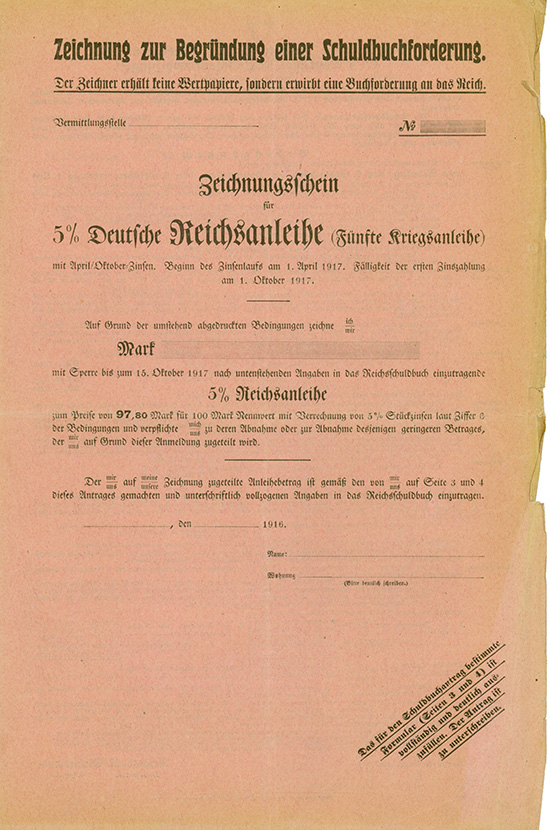 Zeichnung zur Begründung einer Schuldbuchforderung.
Der Zeichner erhält keine Wertpapiere, sondern erwirbt eine Buchforderung an das Reich.
Vermittlungsstelle
№
Zeichnungsschein
für
5% Deutsche Reichsanleihe (Fünfte Kriegsanleihe)
mit April/Oktober-Zinsen. Beginn des Zinsenlaufs am 1. April 1917. Fälligkeit der ersten Zinszahlung
am 1. Oktober 1917.
Auf Grund der umstehend abgedruckten Bedingungen zeichne ich/wir
Mark
mit Sperre bis zum 15. Oktober 1917 nach untenstehenden Angaben in das Reichsschuldbuch einzutragende
5% Reichsanleihe
zum Preise von 97,80 Mark für 100 Mark Nennwert mit Verrechnung von 5% Stückzinsen laut Ziffer 6
der Bedingungen und verpflichte mich/uns zu deren Abnahme oder zur Abnahme desjenigen geringeren Betrages,
der mir/uns auf Grund dieser Anmeldung zugeteilt wird.
Der mir/uns auf meine/unsere Zeichnung zugeteilte Anleihebetrag ist gemäß den von mir/uns auf Seite 3 und 4
dieses Antrages gemachten und unterschriftlich vollzogenen Angaben in das Reichsschuldbuch einzutragen.
, den 1916.
Name:
Wohnung
(Bitte deutlich schreiben.)
Das für den Schuldbuchantrag bestimmte
Formular (Seiten 3 und 4) ist
vollständig und deutlich aus-
zufüllen. Der Antrag ist
zu unterschreiben.